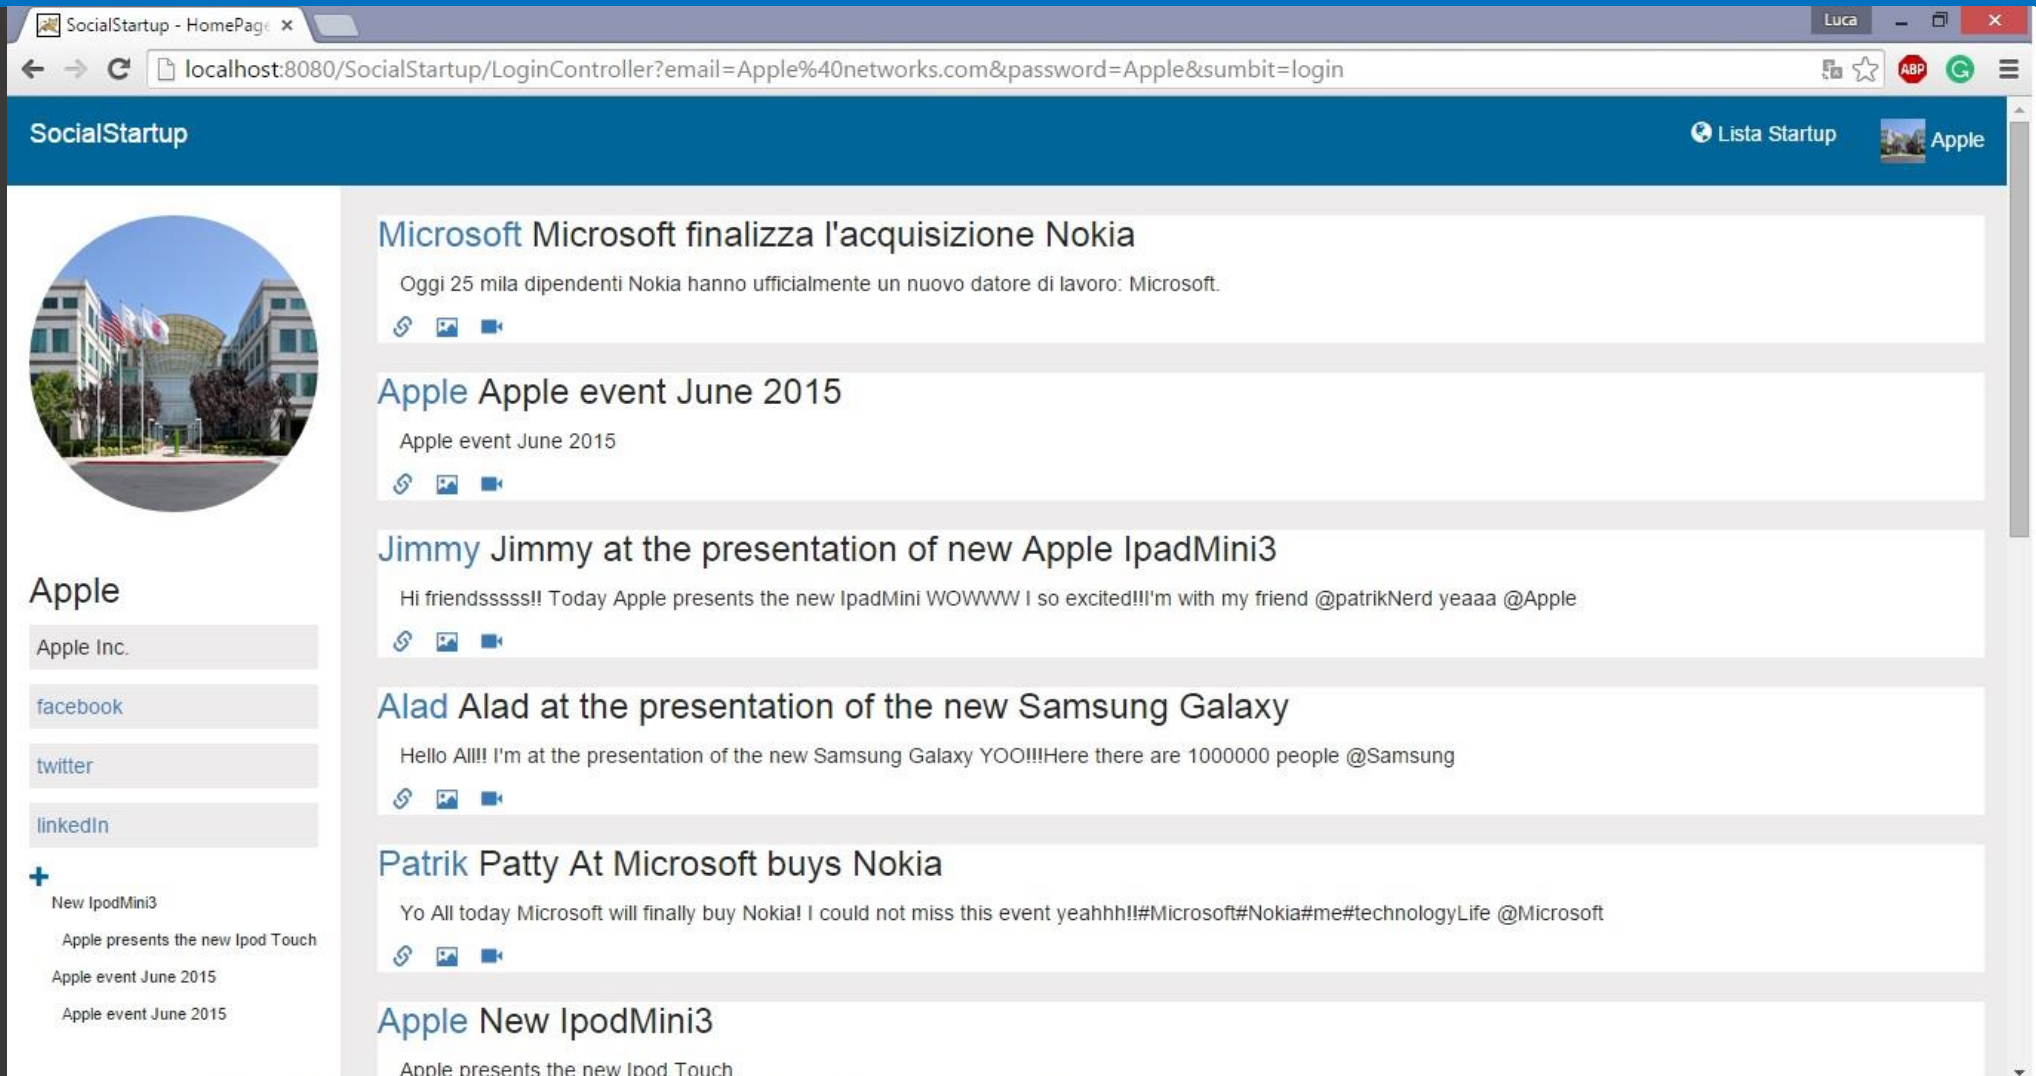 SocialStartup - HomePage
Luca
localhost:8080/SocialStartup/LoginController?email=Apple%40networks.com&password=Apple&sumbit=login
ABP
G
SocialStartup
Lista Startup
Apple
Apple
Apple Inc.
facebook
twitter
linkedIn
New IpodMini3
Apple presents the new Ipod Touch
Apple event June 2015
Apple event June 2015
Microsoft Microsoft finalizza l'acquisizione Nokia
Oggi 25 mila dipendenti Nokia hanno ufficialmente un nuovo datore di lavoro: Microsoft.
Apple Apple event June 2015
Apple event June 2015
Jimmy Jimmy at the presentation of new Apple IpadMini3
Hi friendsssss!! Today Apple presents the new IpadMini WOWWW I so excited!!I'm with my friend @patrikNerd yeaaa @Apple
Alad Alad at the presentation of the new Samsung Galaxy
Hello All!! I'm at the presentation of the new Samsung Galaxy YOO!!!Here there are 1000000 people @Samsung
Patrik Patty At Microsoft buys Nokia
Yo All today Microsoft will finally buy Nokia! I could not miss this event yeahhh!!#Microsoft#Nokia#me#technologyLife @Microsoft
Apple New IpodMini3
Apple presents the new Ipod Touch